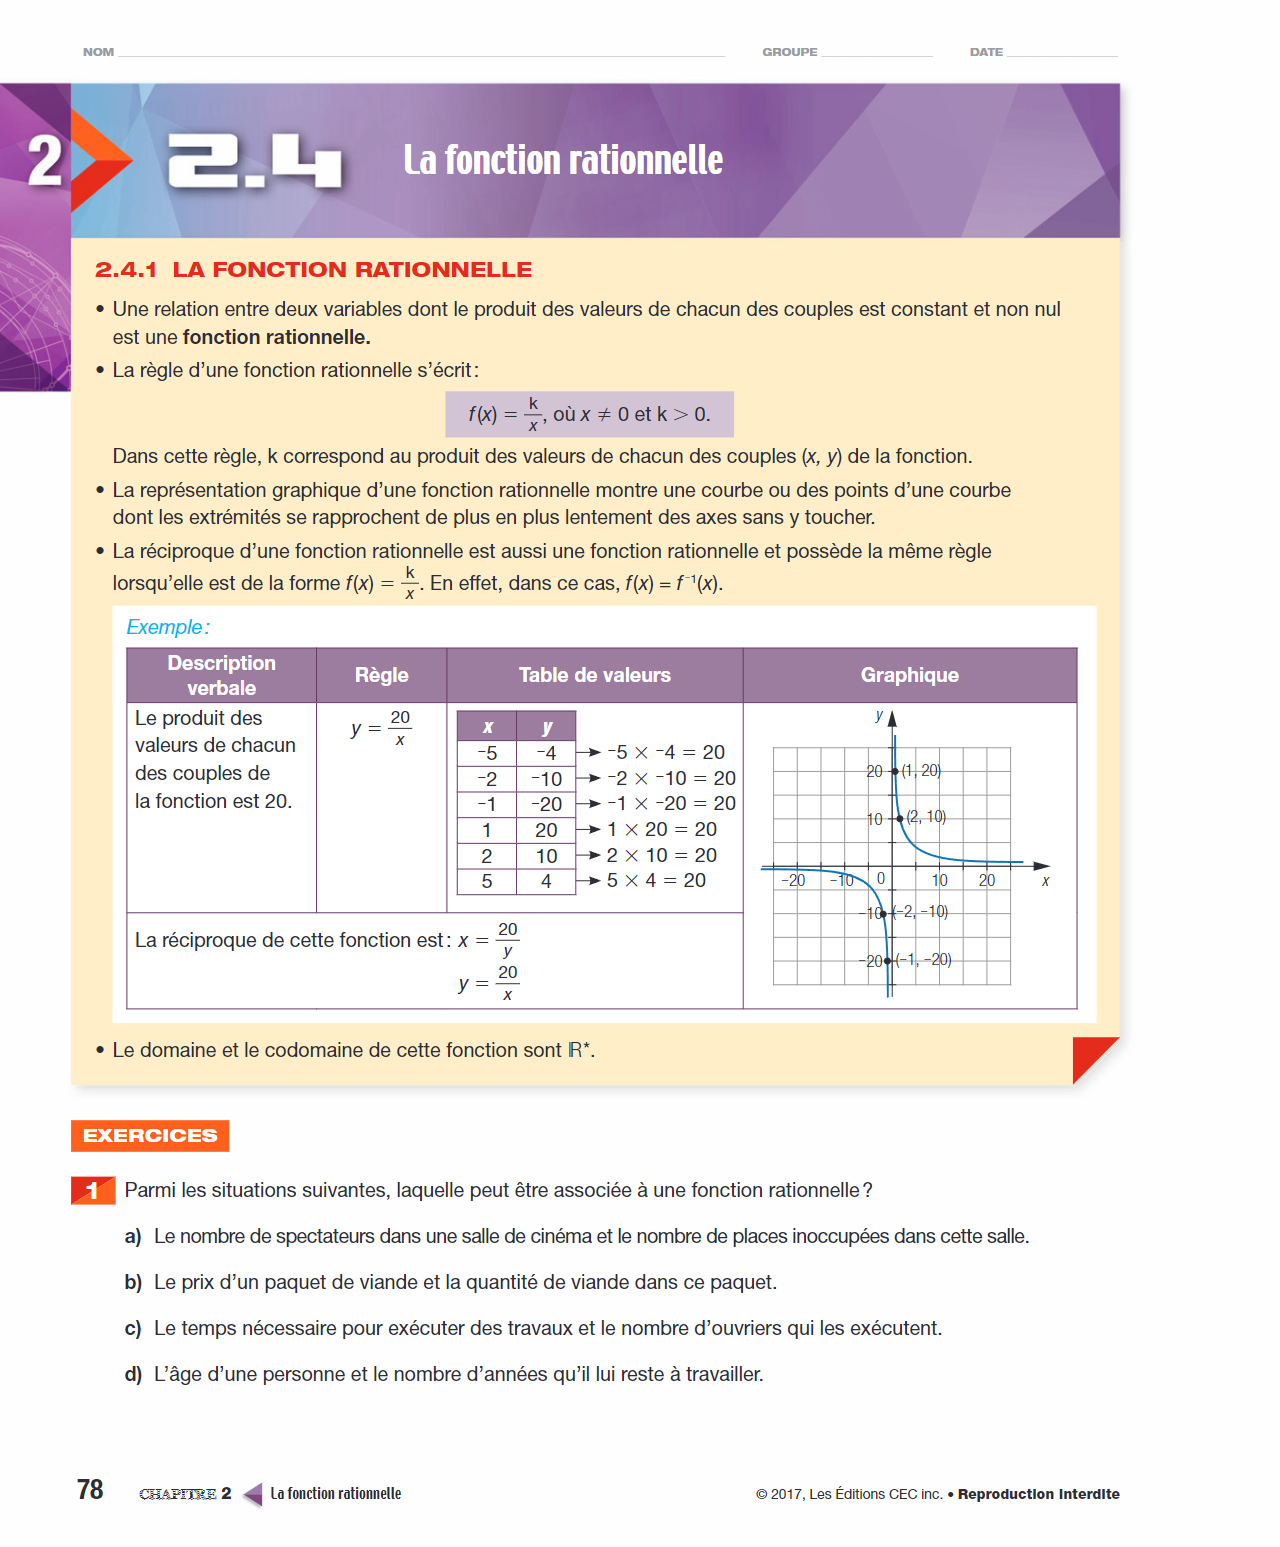 NOM GROUPE DATE
2 2.4 La fonction rationnelle
2.4.1 LA FONCTION RATIONNELLE
• Une relation entre deux variables dont le produit des valeurs de chacun des couples est constant et non nul
est une fonction rationnelle.
• La règle d'une fonction rationnelle s'écrit :
f(x) = k/x, où x ≠ 0 et k > 0.
Dans cette règle, k correspond au produit des valeurs de chacun des couples (x, y) de la fonction.
• La représentation graphique d'une fonction rationnelle montre une courbe ou des points d'une courbe
dont les extrémités se rapprochent de plus en plus lentement des axes sans y toucher.
• La réciproque d'une fonction rationnelle est aussi une fonction rationnelle et possède la même règle
lorsqu'elle est de la forme f(x) = k/x. En effet, dans ce cas, f(x) = f⁻¹(x).
Exemple :
Description
verbale
Règle
Table de valeurs
Graphique
Le produit des
valeurs de chacun
des couples de
la fonction est 20.
y = 20/x
x y
⁻5 ⁻4 ⁻5 × ⁻4 = 20
⁻2 ⁻10 ⁻2 × ⁻10 = 20
⁻1 ⁻20 ⁻1 × ⁻20 = 20
1 20 1 × 20 = 20
2 10 2 × 10 = 20
5 4 5 × 4 = 20
y
20 (1, 20)
10 (2, 10)
⁻20 ⁻10 0 10 20 x
⁻10 (⁻2, ⁻10)
⁻20 (⁻1, ⁻20)
La réciproque de cette fonction est : x = 20/y
y = 20/x
• Le domaine et le codomaine de cette fonction sont ℝ*.
EXERCICES
1 Parmi les situations suivantes, laquelle peut être associée à une fonction rationnelle ?
a) Le nombre de spectateurs dans une salle de cinéma et le nombre de places inoccupées dans cette salle.
b) Le prix d'un paquet de viande et la quantité de viande dans ce paquet.
c) Le temps nécessaire pour exécuter des travaux et le nombre d'ouvriers qui les exécutent.
d) L'âge d'une personne et le nombre d'années qu'il lui reste à travailler.
78 CHAPITRE 2 La fonction rationnelle © 2017, Les Éditions CEC inc. • Reproduction interdite